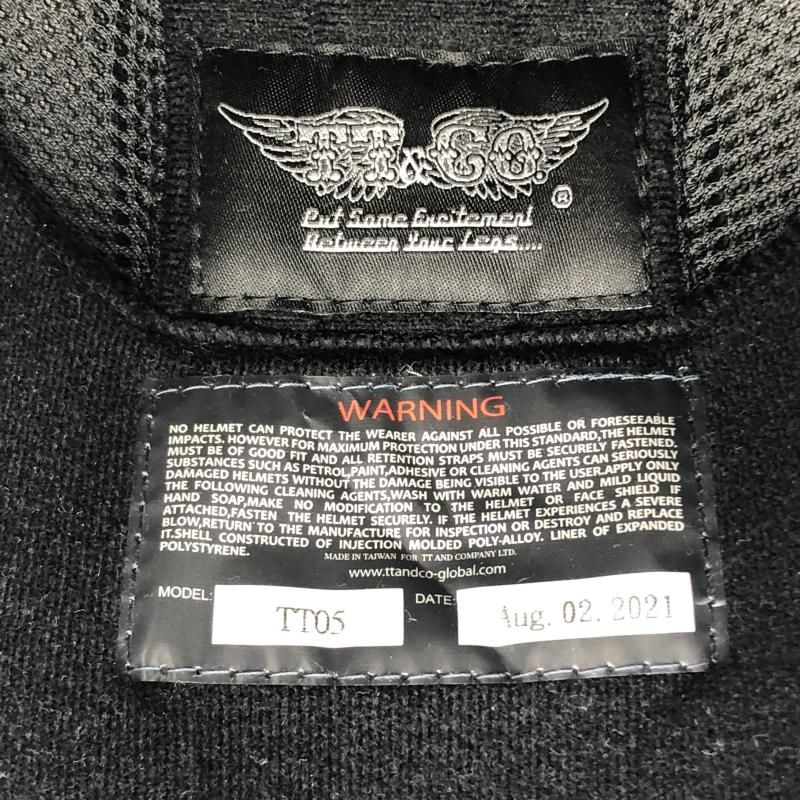 TT&CO.
®
Put Some Excitement
Between Your Legs....
WARNING
NO HELMET CAN PROTECT THE WEARER AGAINST ALL POSSIBLE OR FORESEEABLE
IMPACTS. HOWEVER FOR MAXIMUM PROTECTION UNDER THIS STANDARD,THE HELMET
MUST BE OF GOOD FIT AND ALL RETENTION STRAPS MUST BE SECURELY FASTENED.
SUBSTANCES SUCH AS PETROL,PAINT,ADHESIVE OR CLEANING AGENTS CAN SERIOUSLY
DAMAGED HELMETS WITHOUT THE DAMAGE BEING VISIBLE TO THE USER.APPLY ONLY
THE FOLLOWING CLEANING AGENTS,WASH WITH WARM WATER AND MILD LIQUID
HAND SOAP,MAKE NO MODIFICATION TO THE HELMET OR FACE SHIELD IF
ATTACHED,FASTEN THE HELMET SECURELY. IF THE HELMET EXPERIENCES A SEVERE
BLOW,RETURN TO THE MANUFACTURE FOR INSPECTION OR DESTROY AND REPLACE
IT.SHELL CONSTRUCTED OF INJECTION MOLDED POLY-ALLOY. LINER OF EXPANDED
POLYSTYRENE.
MADE IN TAIWAN FOR TT AND COMPANY LTD.
www.ttandco-global.com
MODEL: TT05 DATE: Aug. 02. 2021